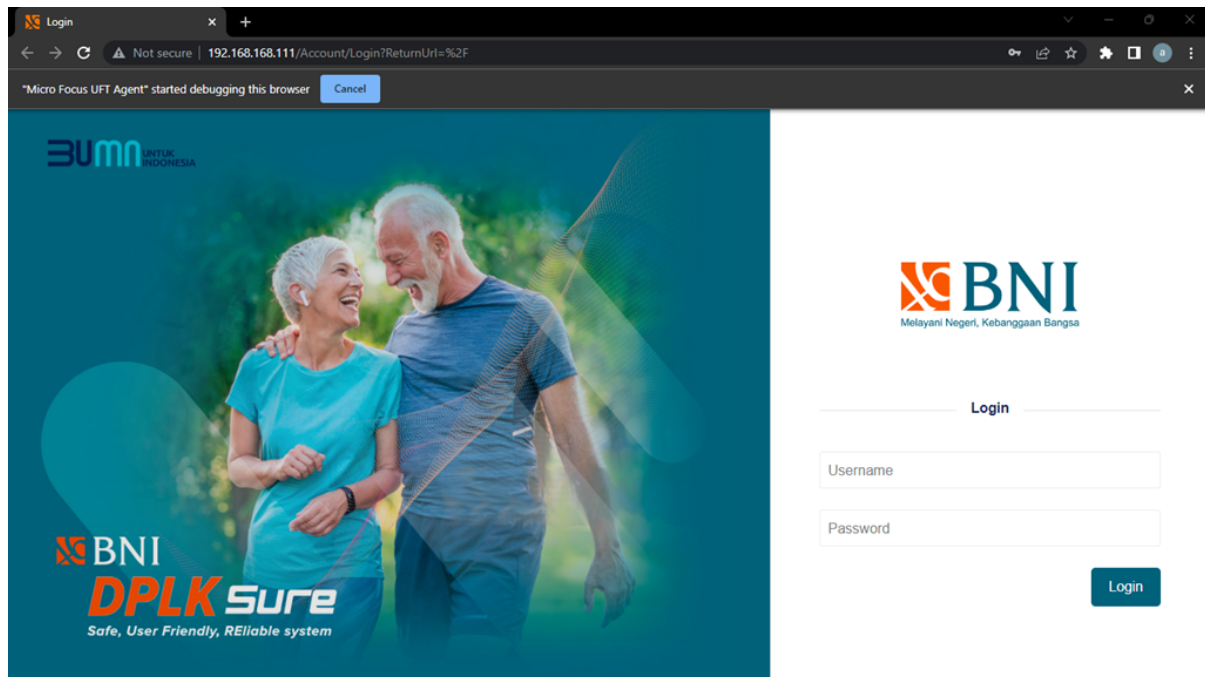 Login
Not secure | 192.168.168.111/Account/Login?ReturnUrl=%2F
a
"Micro Focus UFT Agent" started debugging this browser Cancel
BUMN UNTUK
INDONESIA
BNI
Melayani Negeri, Kebanggaan Bangsa
Login
Username
Password
Login
BNI
DPLK Sure
Safe, User Friendly, REliable system